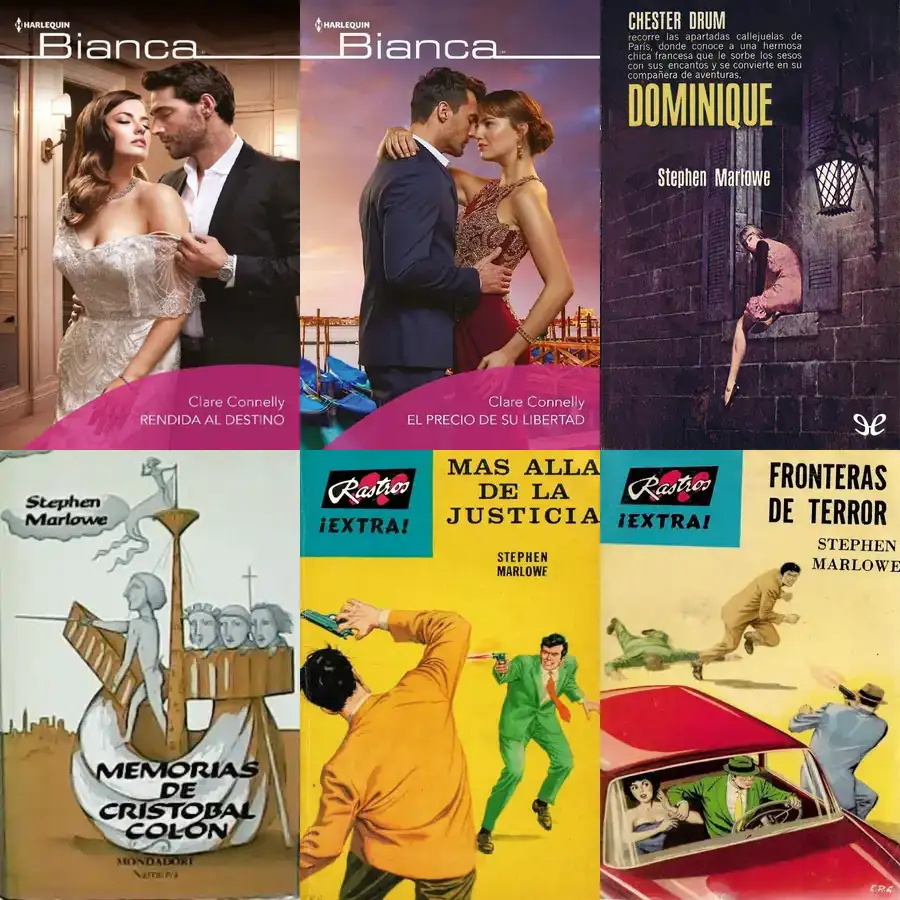 HARLEQUIN
Bianca
Clare Connelly
RENDIDA AL DESTINO
HARLEQUIN
Bianca
Clare Connelly
EL PRECIO DE SU LIBERTAD
CHESTER DRUM
recorre las apartadas callejuelas de
París, donde conoce a una hermosa
chica francesa que le sorbe los sesos
con sus encantos y se convierte en su
compañera de aventuras.
DOMINIQUE
Stephen Marlowe
Stephen
Marlowe
MEMORIAS
DE
CRISTOBAL
COLÓN
MONDADORI
Narrativa
Rastros
¡EXTRA!
MAS ALLA
DE LA
JUSTICIA
STEPHEN
MARLOWE
Rastros
¡EXTRA!
FRONTERAS
DE TERROR
STEPHEN
MARLOWE
E.R.G.